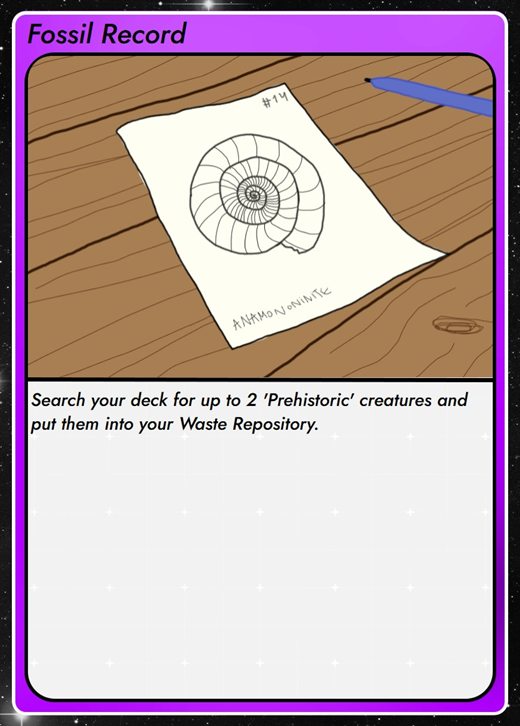 Fossil Record
#14
ANAMONONINITE
Search your deck for up to 2 'Prehistoric' creatures and
put them into your Waste Repository.